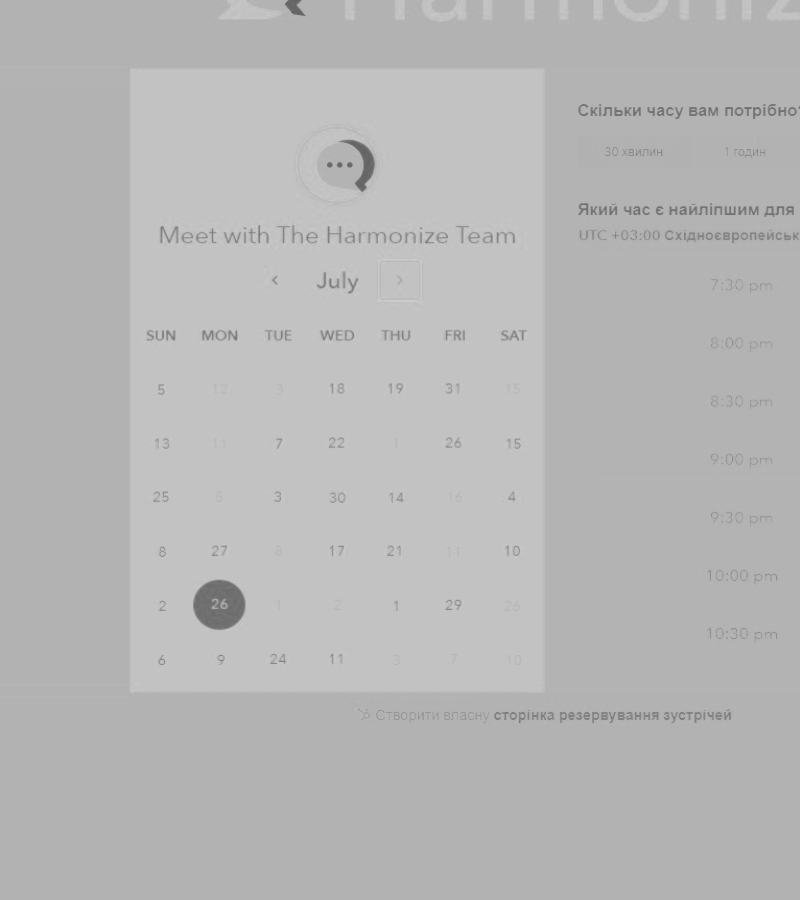 Harmoniz
Meet with The Harmonize Team
July
SUN MON TUE WED THU FRI SAT
5 12 3 18 19 31 15
13 11 7 22 1 26 15
25 5 3 30 14 16 4
8 27 8 17 21 11 10
2 26 1 2 1 29 26
6 9 24 11 3 7 10
Скільки часу вам потрібно?
30 хвилин 1 годин
Який час є найліпшим для
UTC +03:00 Східноєвропейськ
7:30 pm
8:00 pm
8:30 pm
9:00 pm
9:30 pm
10:00 pm
10:30 pm
Створити власну сторінка резервування зустрічей